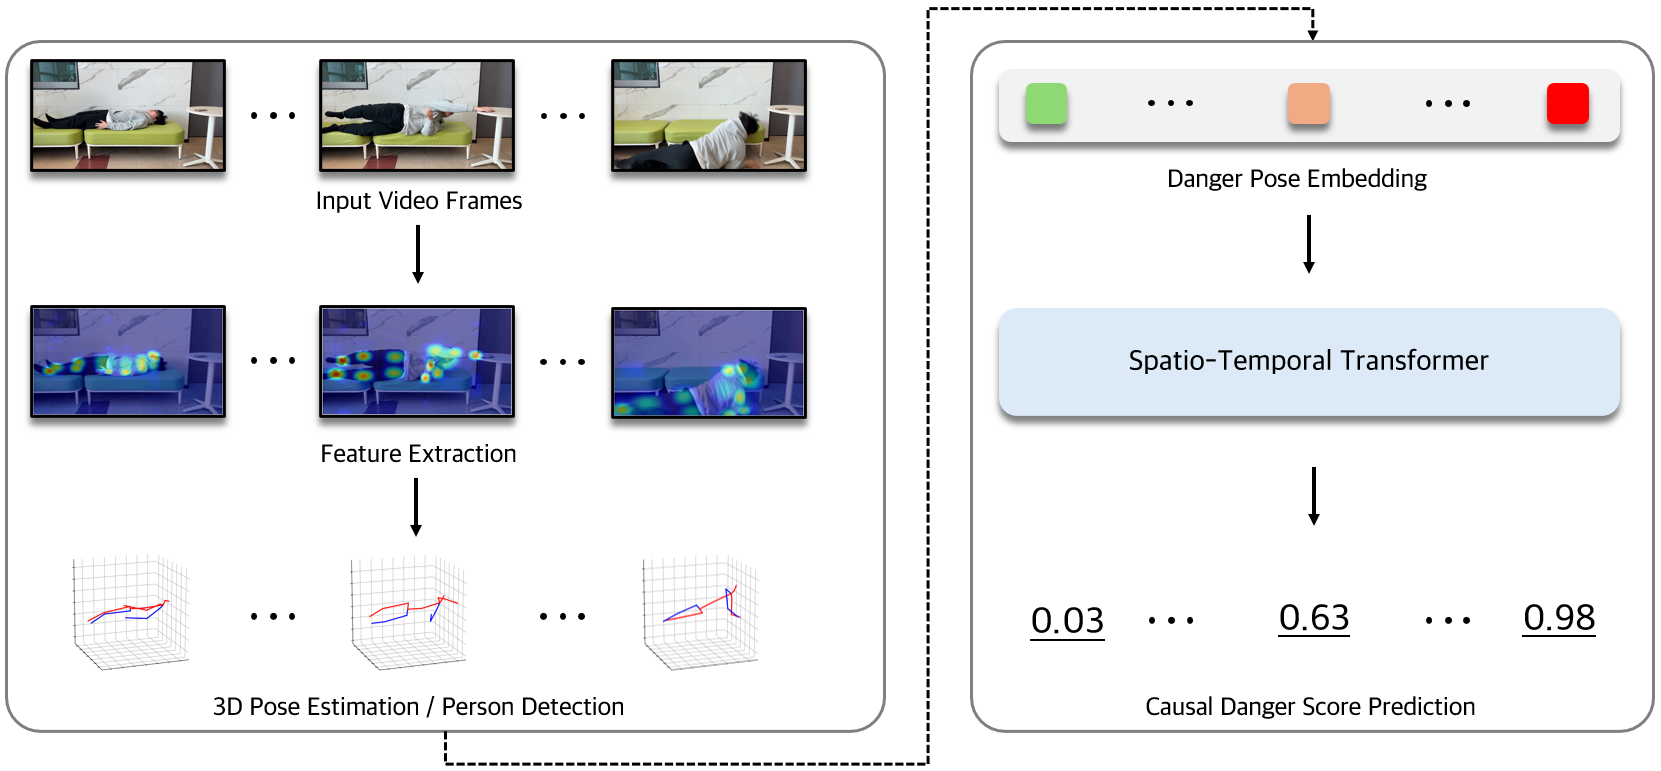 Input Video Frames
Feature Extraction
3D Pose Estimation / Person Detection
Danger Pose Embedding
Spatio-Temporal Transformer
0.03 ... 0.63 ... 0.98
Causal Danger Score Prediction